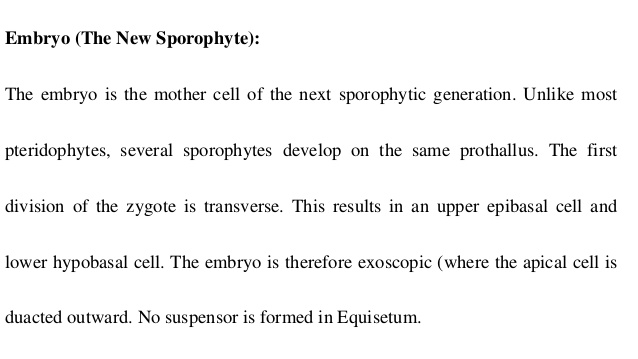 Embryo (The New Sporophyte):
The embryo is the mother cell of the next sporophytic generation. Unlike most
pteridophytes, several sporophytes develop on the same prothallus. The first
division of the zygote is transverse. This results in an upper epibasal cell and
lower hypobasal cell. The embryo is therefore exoscopic (where the apical cell is
duacted outward. No suspensor is formed in Equisetum.